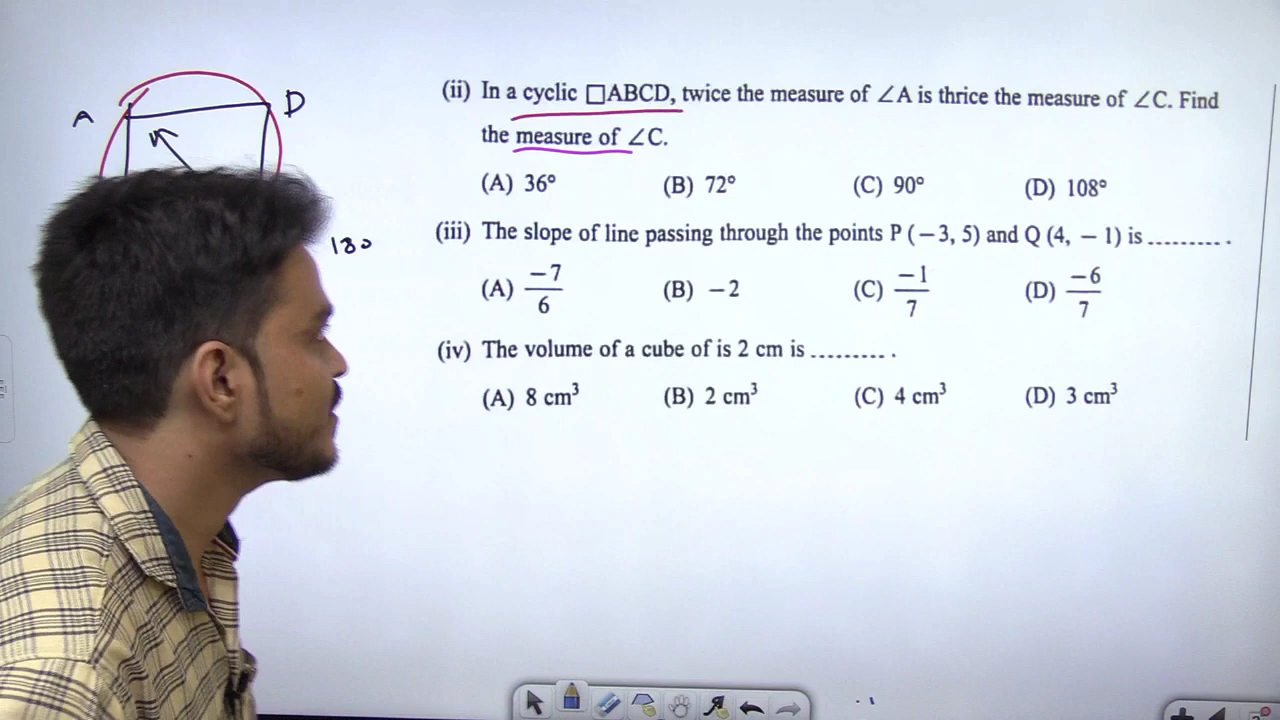 A D
180
(ii) In a cyclic □ABCD, twice the measure of ∠A is thrice the measure of ∠C. Find
the measure of ∠C.
(A) 36° (B) 72° (C) 90° (D) 108°
(iii) The slope of line passing through the points P (−3, 5) and Q (4, −1) is ......... .
(A) −7/6 (B) −2 (C) −1/7 (D) −6/7
(iv) The volume of a cube of is 2 cm is ......... .
(A) 8 cm³ (B) 2 cm³ (C) 4 cm³ (D) 3 cm³